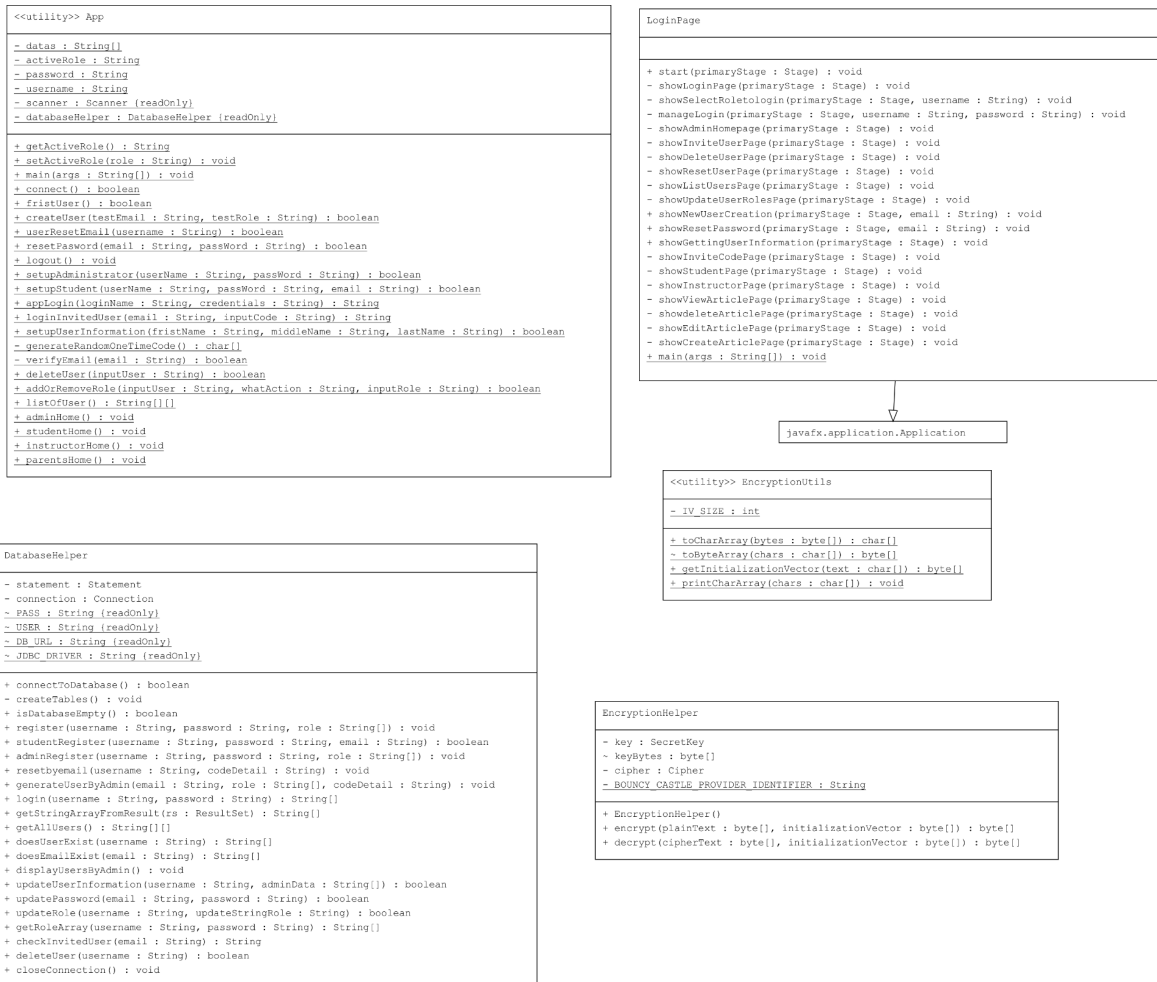 <<utility>> App
- datas : String[]
- activeRole : String
- password : String
- username : String
- scanner : Scanner {readOnly}
- databaseHelper : DatabaseHelper {readOnly}
+ getActiveRole() : String
+ setActiveRole(role : String) : void
+ main(args : String[]) : void
+ connect() : boolean
+ fristUser() : boolean
+ createUser(testEmail : String, testRole : String) : boolean
+ userResetEmail(username : String) : boolean
+ resetPasword(email : String, passWord : String) : boolean
+ logout() : void
+ setupAdministrator(userName : String, passWord : String) : boolean
+ setupStudent(userName : String, passWord : String, email : String) : boolean
+ appLogin(loginName : String, credentials : String) : String
+ loginInvitedUser(email : String, inputCode : String) : String
+ setupUserInformation(fristName : String, middleName : String, lastName : String) : boolean
- generateRandomOneTimeCode() : char[]
- verifyEmail(email : String) : boolean
+ deleteUser(inputUser : String) : boolean
+ addOrRemoveRole(inputUser : String, whatAction : String, inputRole : String) : boolean
+ listOfUser() : String[][]
+ adminHome() : void
+ studentHome() : void
+ instructorHome() : void
+ parentsHome() : void
LoginPage
+ start(primaryStage : Stage) : void
- showLoginPage(primaryStage : Stage) : void
- showSelectRoletologin(primaryStage : Stage, username : String) : void
- manageLogin(primaryStage : Stage, username : String, password : String) : void
- showAdminHomepage(primaryStage : Stage) : void
- showInviteUserPage(primaryStage : Stage) : void
- showDeleteUserPage(primaryStage : Stage) : void
- showResetUserPage(primaryStage : Stage) : void
- showListUsersPage(primaryStage : Stage) : void
- showUpdateUserRolesPage(primaryStage : Stage) : void
+ showNewUserCreation(primaryStage : Stage, email : String) : void
+ showResetPassword(primaryStage : Stage, email : String) : void
+ showGettingUserInformation(primaryStage : Stage) : void
- showInviteCodePage(primaryStage : Stage) : void
- showStudentPage(primaryStage : Stage) : void
- showInstructorPage(primaryStage : Stage) : void
- showViewArticlePage(primaryStage : Stage) : void
- showdeleteArticlePage(primaryStage : Stage) : void
- showEditArticlePage(primaryStage : Stage) : void
- showCreateArticlePage(primaryStage : Stage) : void
+ main(args : String[]) : void
javafx.application.Application
<<utility>> EncryptionUtils
- IV_SIZE : int
+ toCharArray(bytes : byte[]) : char[]
~ toByteArray(chars : char[]) : byte[]
+ getInitializationVector(text : char[]) : byte[]
+ printCharArray(chars : char[]) : void
DatabaseHelper
- statement : Statement
- connection : Connection
~ PASS : String {readOnly}
~ USER : String {readOnly}
~ DB_URL : String {readOnly}
~ JDBC_DRIVER : String {readOnly}
+ connectToDatabase() : boolean
- createTables() : void
+ isDatabaseEmpty() : boolean
+ register(username : String, password : String, role : String[]) : void
+ studentRegister(username : String, password : String, email : String) : boolean
+ adminRegister(username : String, password : String, role : String[]) : void
+ resetbyemail(username : String, codeDetail : String) : void
+ generateUserByAdmin(email : String, role : String[], codeDetail : String) : void
+ login(username : String, password : String) : String[]
+ getStringArrayFromResult(rs : ResultSet) : String[]
+ getAllUsers() : String[][]
+ doesUserExist(username : String) : String[]
+ doesEmailExist(email : String) : String[]
+ displayUsersByAdmin() : void
+ updateUserInformation(username : String, adminData : String[]) : boolean
+ updatePassword(email : String, password : String) : boolean
+ updateRole(username : String, updateStringRole : String) : boolean
+ getRoleArray(username : String, password : String) : String[]
+ checkInvitedUser(email : String) : String
+ deleteUser(username : String) : boolean
+ closeConnection() : void
EncryptionHelper
- key : SecretKey
~ keyBytes : byte[]
- cipher : Cipher
- BOUNCY_CASTLE_PROVIDER_IDENTIFIER : String
+ EncryptionHelper()
+ encrypt(plainText : byte[], initializationVector : byte[]) : byte[]
+ decrypt(cipherText : byte[], initializationVector : byte[]) : byte[]